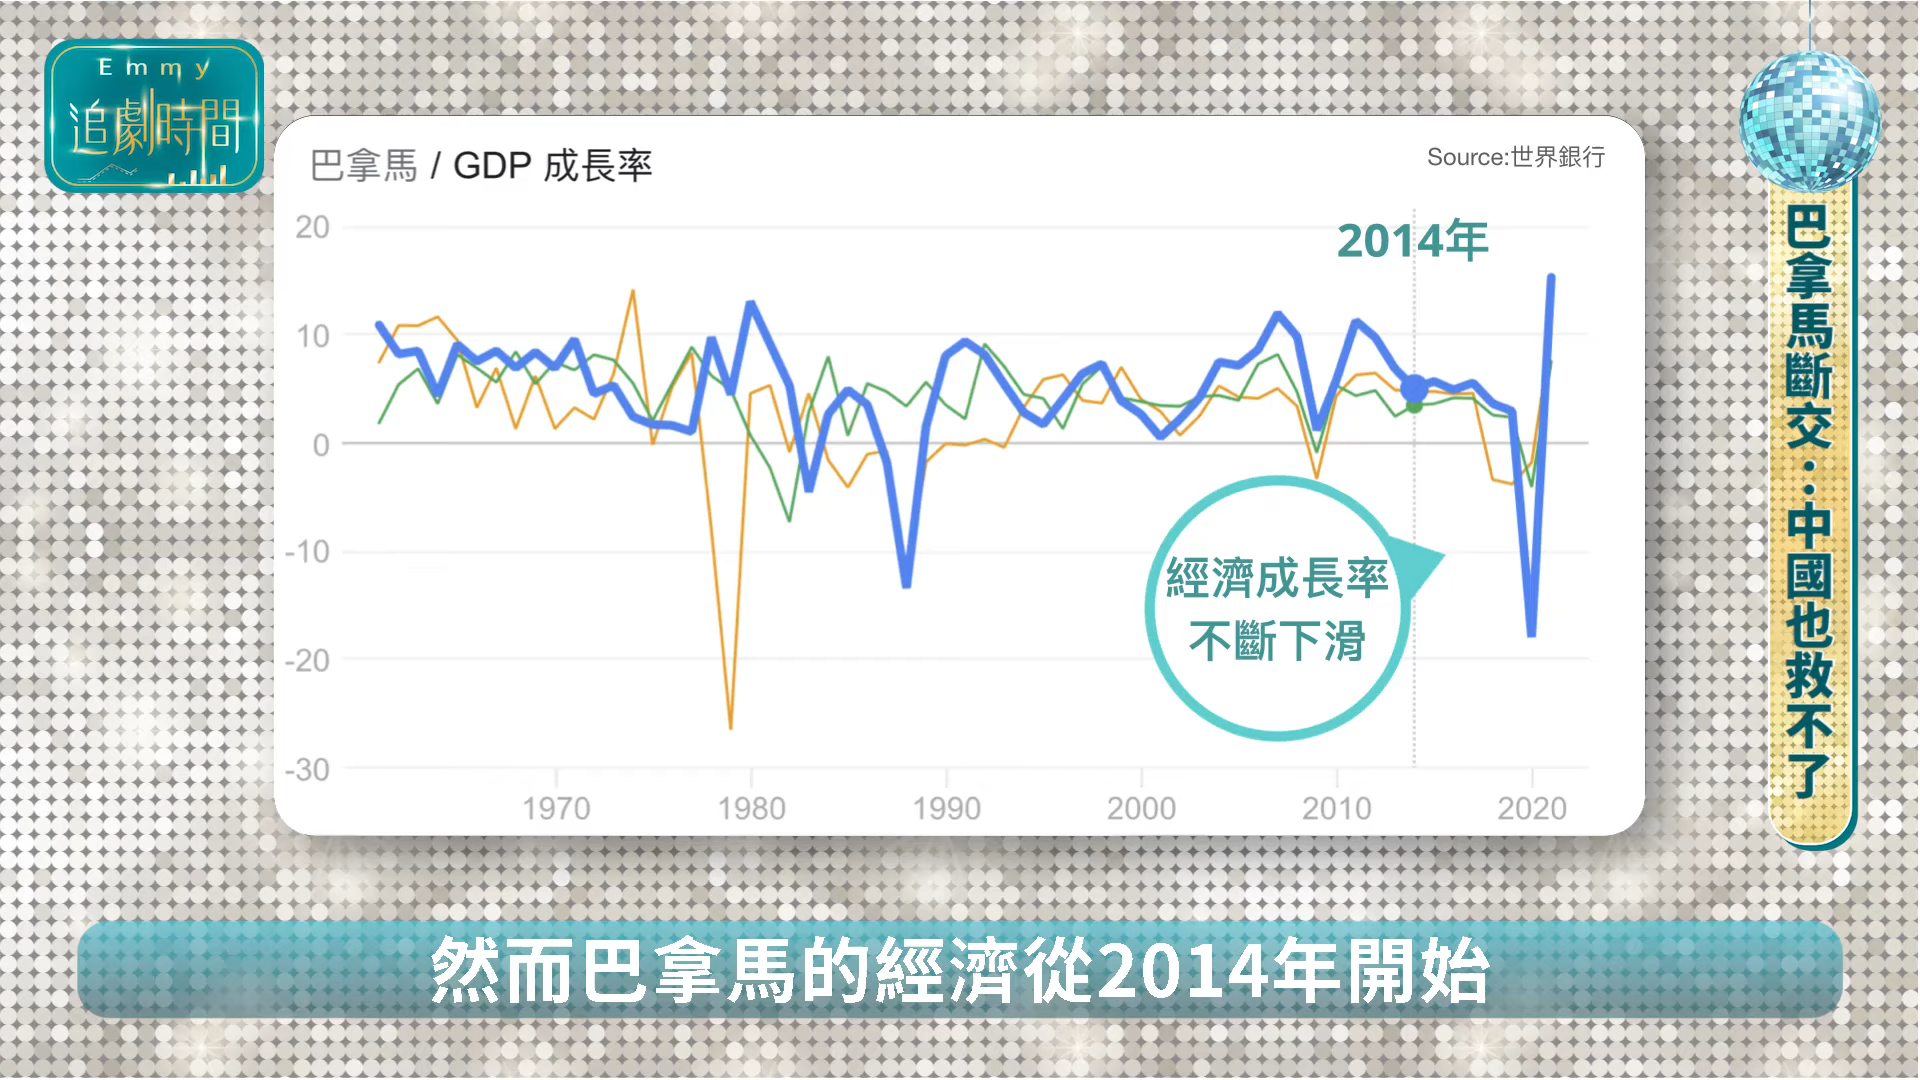 Emmy
追劇時間
巴拿馬 / GDP 成長率
Source:世界銀行
20
10
0
-10
-20
-30
2014年
經濟成長率
不斷下滑
1970
1980
1990
2000
2010
2020
巴拿馬斷交：中國也救不了
然而巴拿馬的經濟從2014年開始